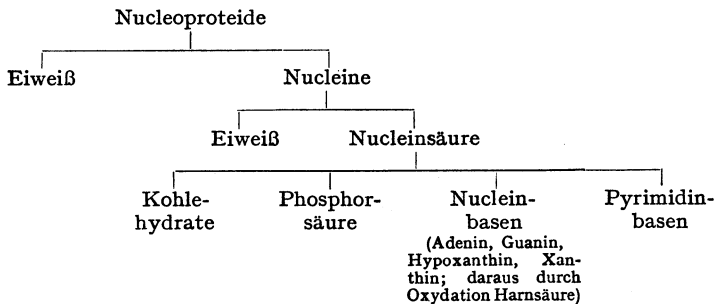 Nucleoproteide
Eiweiß Nucleine
Eiweiß Nucleinsäure
Kohle- Phosphor- Nuclein- Pyrimidin-
hydrate säure basen basen
(Adenin, Guanin,
Hypoxanthin, Xan-
thin; daraus durch
Oxydation Harnsäure)